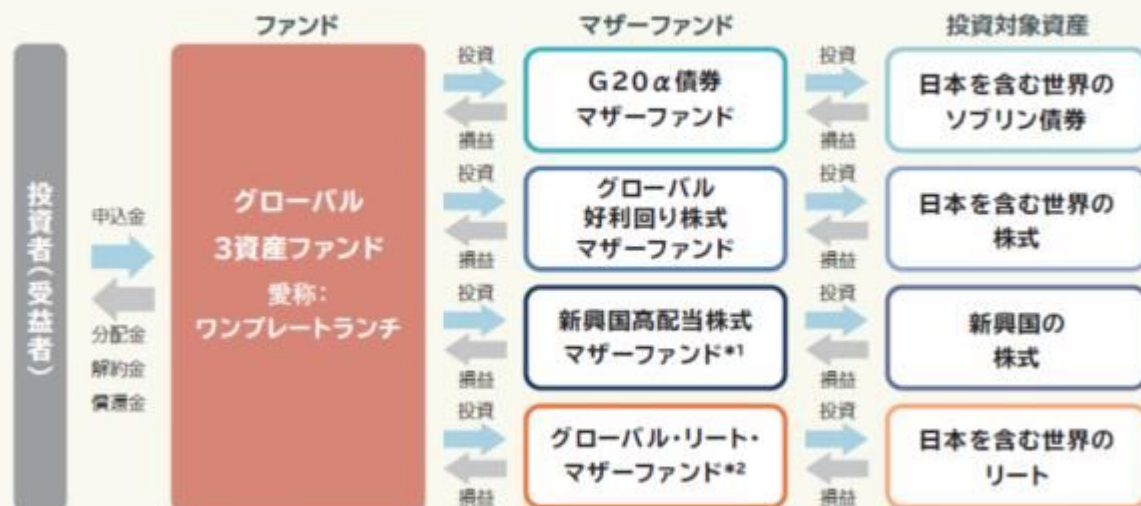 ファンド
マザーファンド
投資対象資産
投資者(受益者)
申込金
分配金
解約金
償還金
グローバル
3資産ファンド
愛称:
ワンプレートランチ
投資
損益
G20α債券
マザーファンド
投資
損益
日本を含む世界の
ソブリン債券
投資
損益
グローバル
好利回り株式
マザーファンド
投資
損益
日本を含む世界の
株式
投資
損益
新興国高配当株式
マザーファンド*1
投資
損益
新興国の
株式
投資
損益
グローバル・リート・
マザーファンド*2
投資
損益
日本を含む世界の
リート